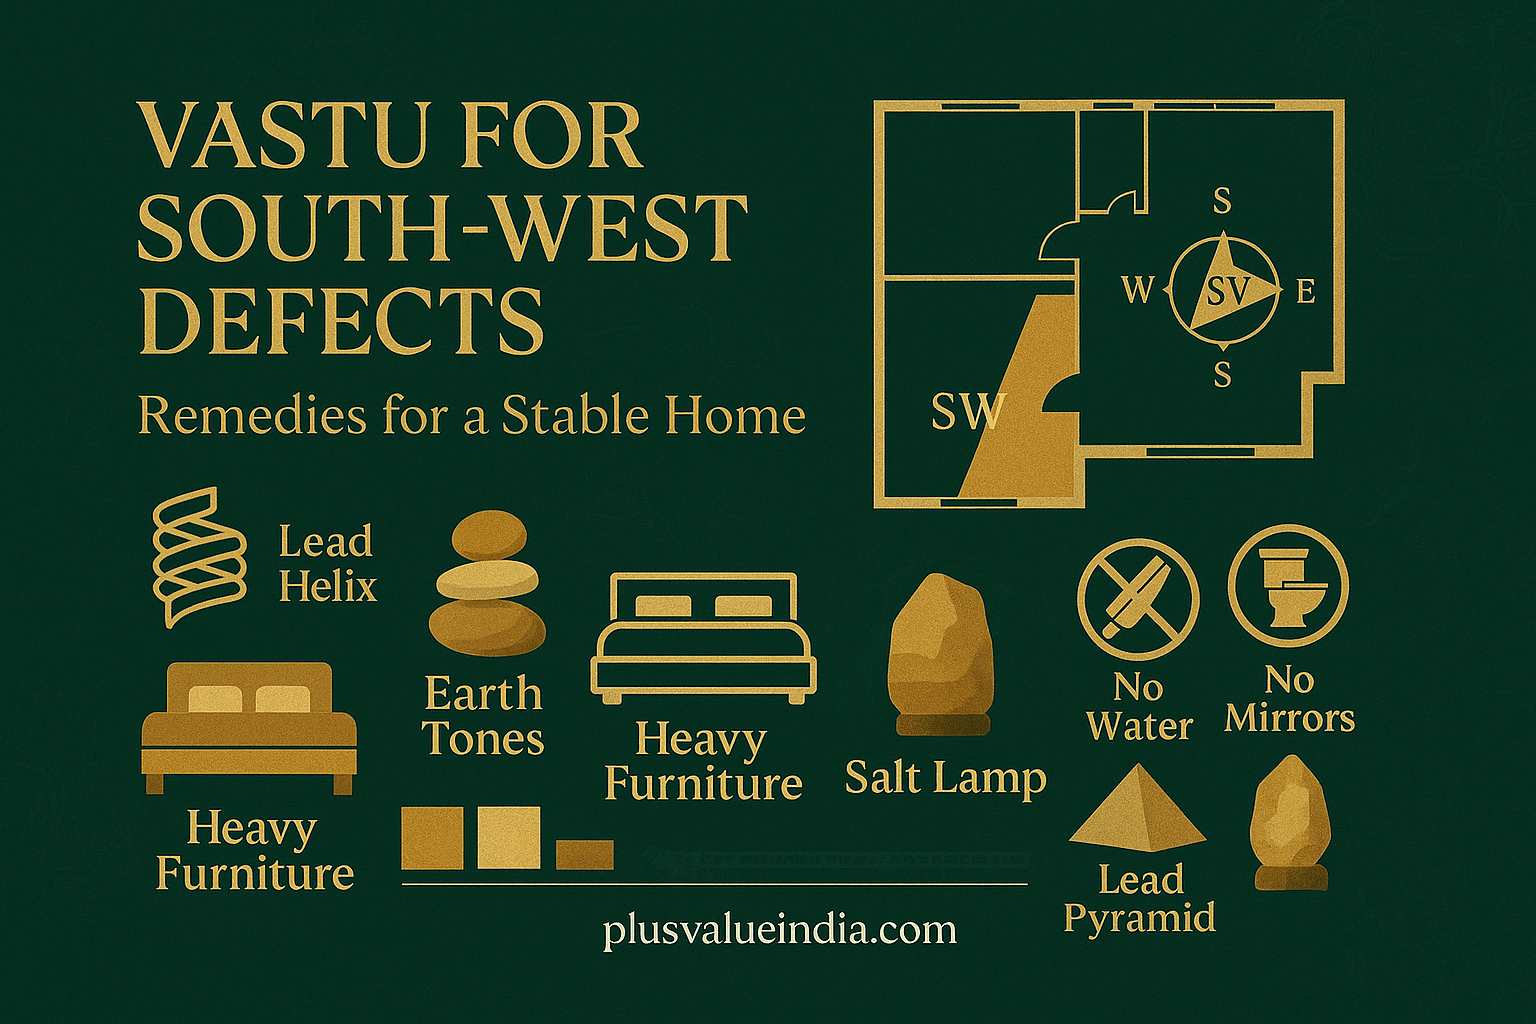 VASTU FOR
SOUTH-WEST
DEFECTS
Remedies for a Stable Home
S
W
SV
E
S
SW
Lead
Helix
Earth
Tones
Heavy
Furniture
Salt Lamp
No
Water
No
Mirrors
Heavy
Furniture
Lead
Pyramid
plusvalueindia.com